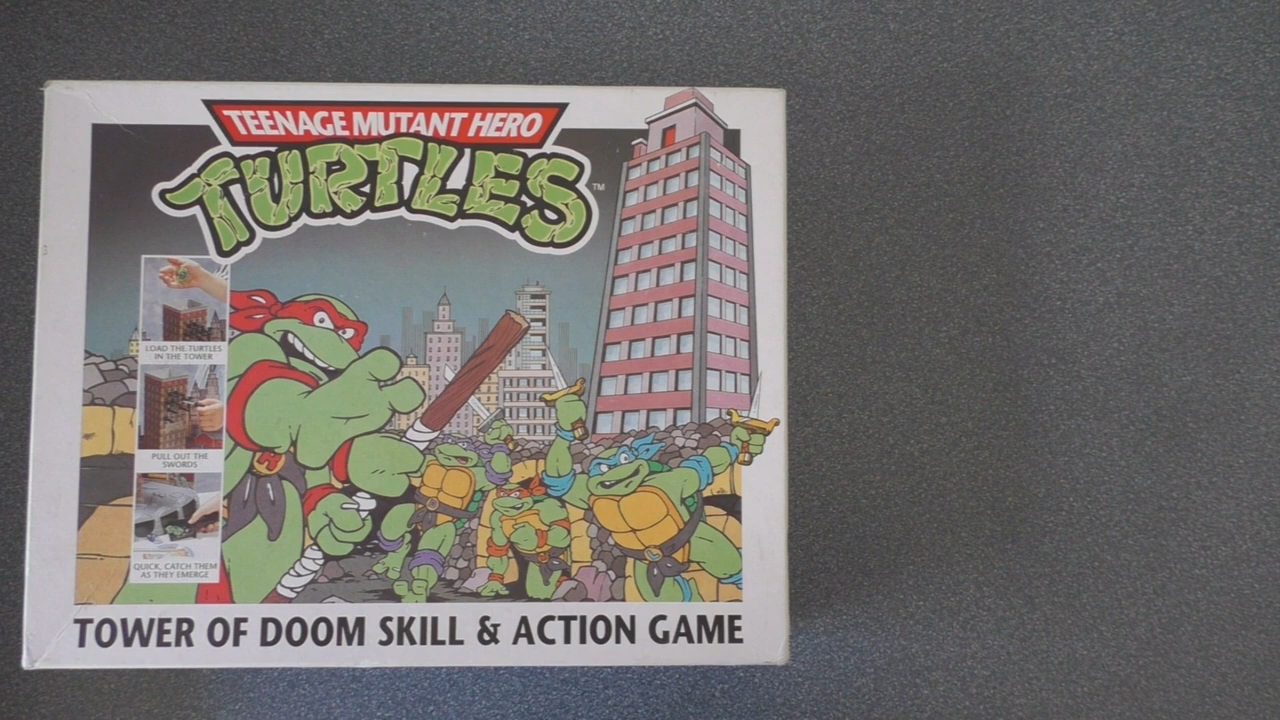 TEENAGE MUTANT HERO
TURTLES™
LOAD THE TURTLES
IN THE TOWER
PULL OUT THE
SWORDS
QUICK, CATCH THEM
AS THEY EMERGE
TOWER OF DOOM SKILL & ACTION GAME